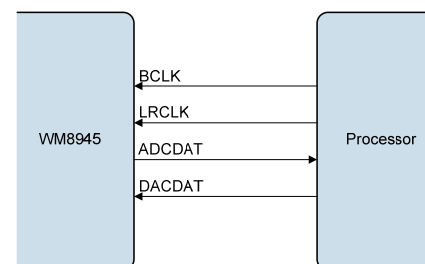 BCLK
LRCLK
WM8945
Processor
ADCDAT
DACDAT